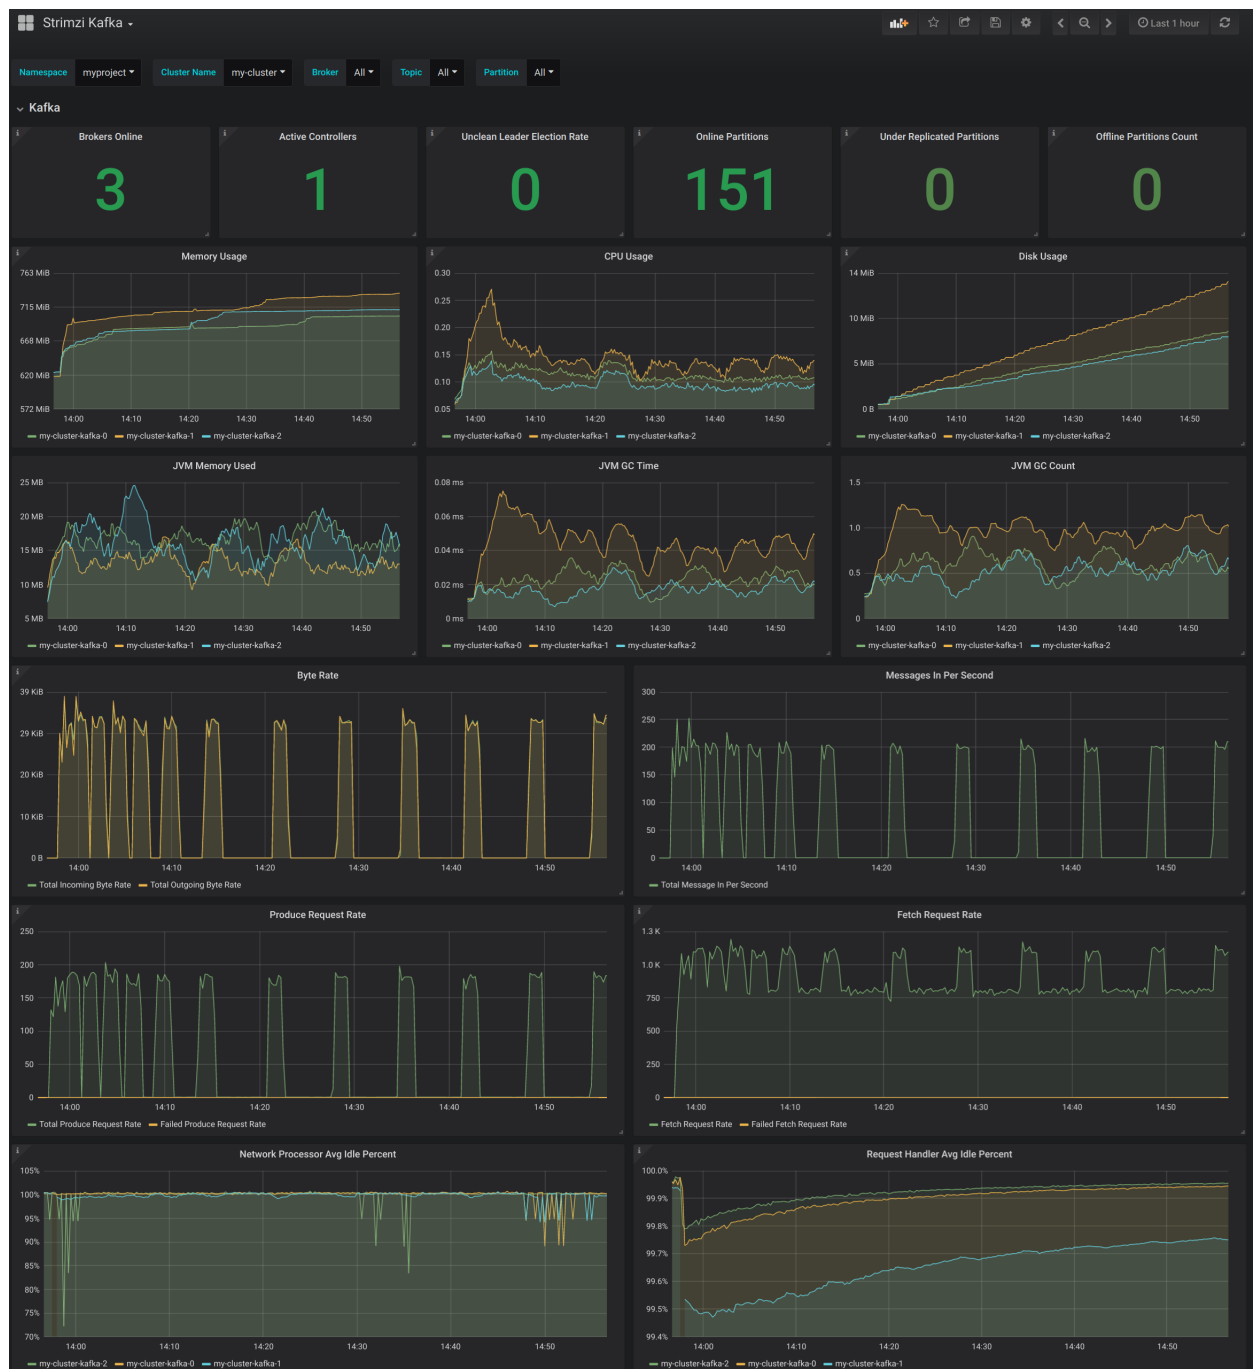 Strimzi Kafka
Last 1 hour
Namespace myproject Cluster Name my-cluster Broker All Topic All Partition All
Kafka
Brokers Online
3
Active Controllers
1
Unclean Leader Election Rate
0
Online Partitions
151
Under Replicated Partitions
0
Offline Partitions Count
0
Memory Usage
763 MiB
715 MiB
668 MiB
620 MiB
572 MiB
14:00 14:10 14:20 14:30 14:40 14:50
my-cluster-kafka-0 my-cluster-kafka-1 my-cluster-kafka-2
CPU Usage
0.30
0.25
0.20
0.15
0.10
0.05
14:00 14:10 14:20 14:30 14:40 14:50
my-cluster-kafka-0 my-cluster-kafka-1 my-cluster-kafka-2
Disk Usage
14 MiB
10 MiB
5 MiB
0 B
14:00 14:10 14:20 14:30 14:40 14:50
my-cluster-kafka-0 my-cluster-kafka-1 my-cluster-kafka-2
JVM Memory Used
25 MB
20 MB
15 MB
10 MB
5 MB
14:00 14:10 14:20 14:30 14:40 14:50
my-cluster-kafka-0 my-cluster-kafka-1 my-cluster-kafka-2
JVM GC Time
0.08 ms
0.06 ms
0.04 ms
0.02 ms
0 ms
14:00 14:10 14:20 14:30 14:40 14:50
my-cluster-kafka-0 my-cluster-kafka-1 my-cluster-kafka-2
JVM GC Count
1.5
1.0
0.5
0
14:00 14:10 14:20 14:30 14:40 14:50
my-cluster-kafka-0 my-cluster-kafka-1 my-cluster-kafka-2
Byte Rate
39 KiB
29 KiB
20 KiB
10 KiB
0 B
14:00 14:10 14:20 14:30 14:40 14:50
Total Incoming Byte Rate Total Outgoing Byte Rate
Messages In Per Second
300
250
200
150
100
50
0
14:00 14:10 14:20 14:30 14:40 14:50
Total Message In Per Second
Produce Request Rate
250
200
150
100
50
0
14:00 14:10 14:20 14:30 14:40 14:50
Total Produce Request Rate Failed Produce Request Rate
Fetch Request Rate
1.3 K
1.0 K
750
500
250
0
14:00 14:10 14:20 14:30 14:40 14:50
Fetch Request Rate Failed Fetch Request Rate
Network Processor Avg Idle Percent
105%
100%
95%
90%
85%
80%
75%
70%
14:00 14:10 14:20 14:30 14:40 14:50
my-cluster-kafka-2 my-cluster-kafka-0 my-cluster-kafka-1
Request Handler Avg Idle Percent
100.0%
99.9%
99.8%
99.7%
99.6%
99.5%
99.4%
14:00 14:10 14:20 14:30 14:40 14:50
my-cluster-kafka-2 my-cluster-kafka-0 my-cluster-kafka-1